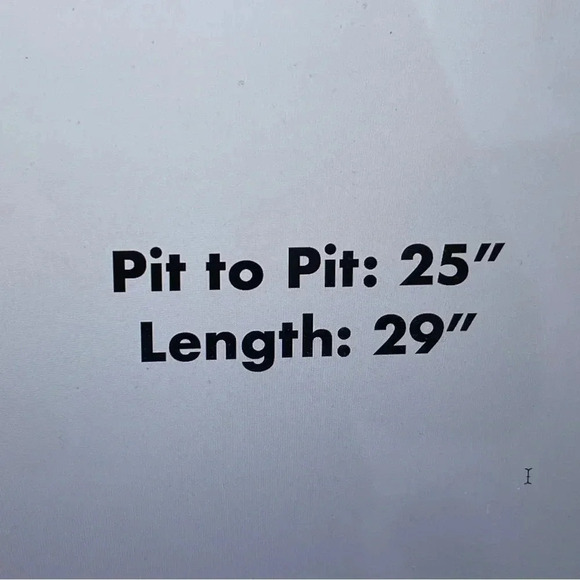 Pit to Pit: 25”
Length: 29”